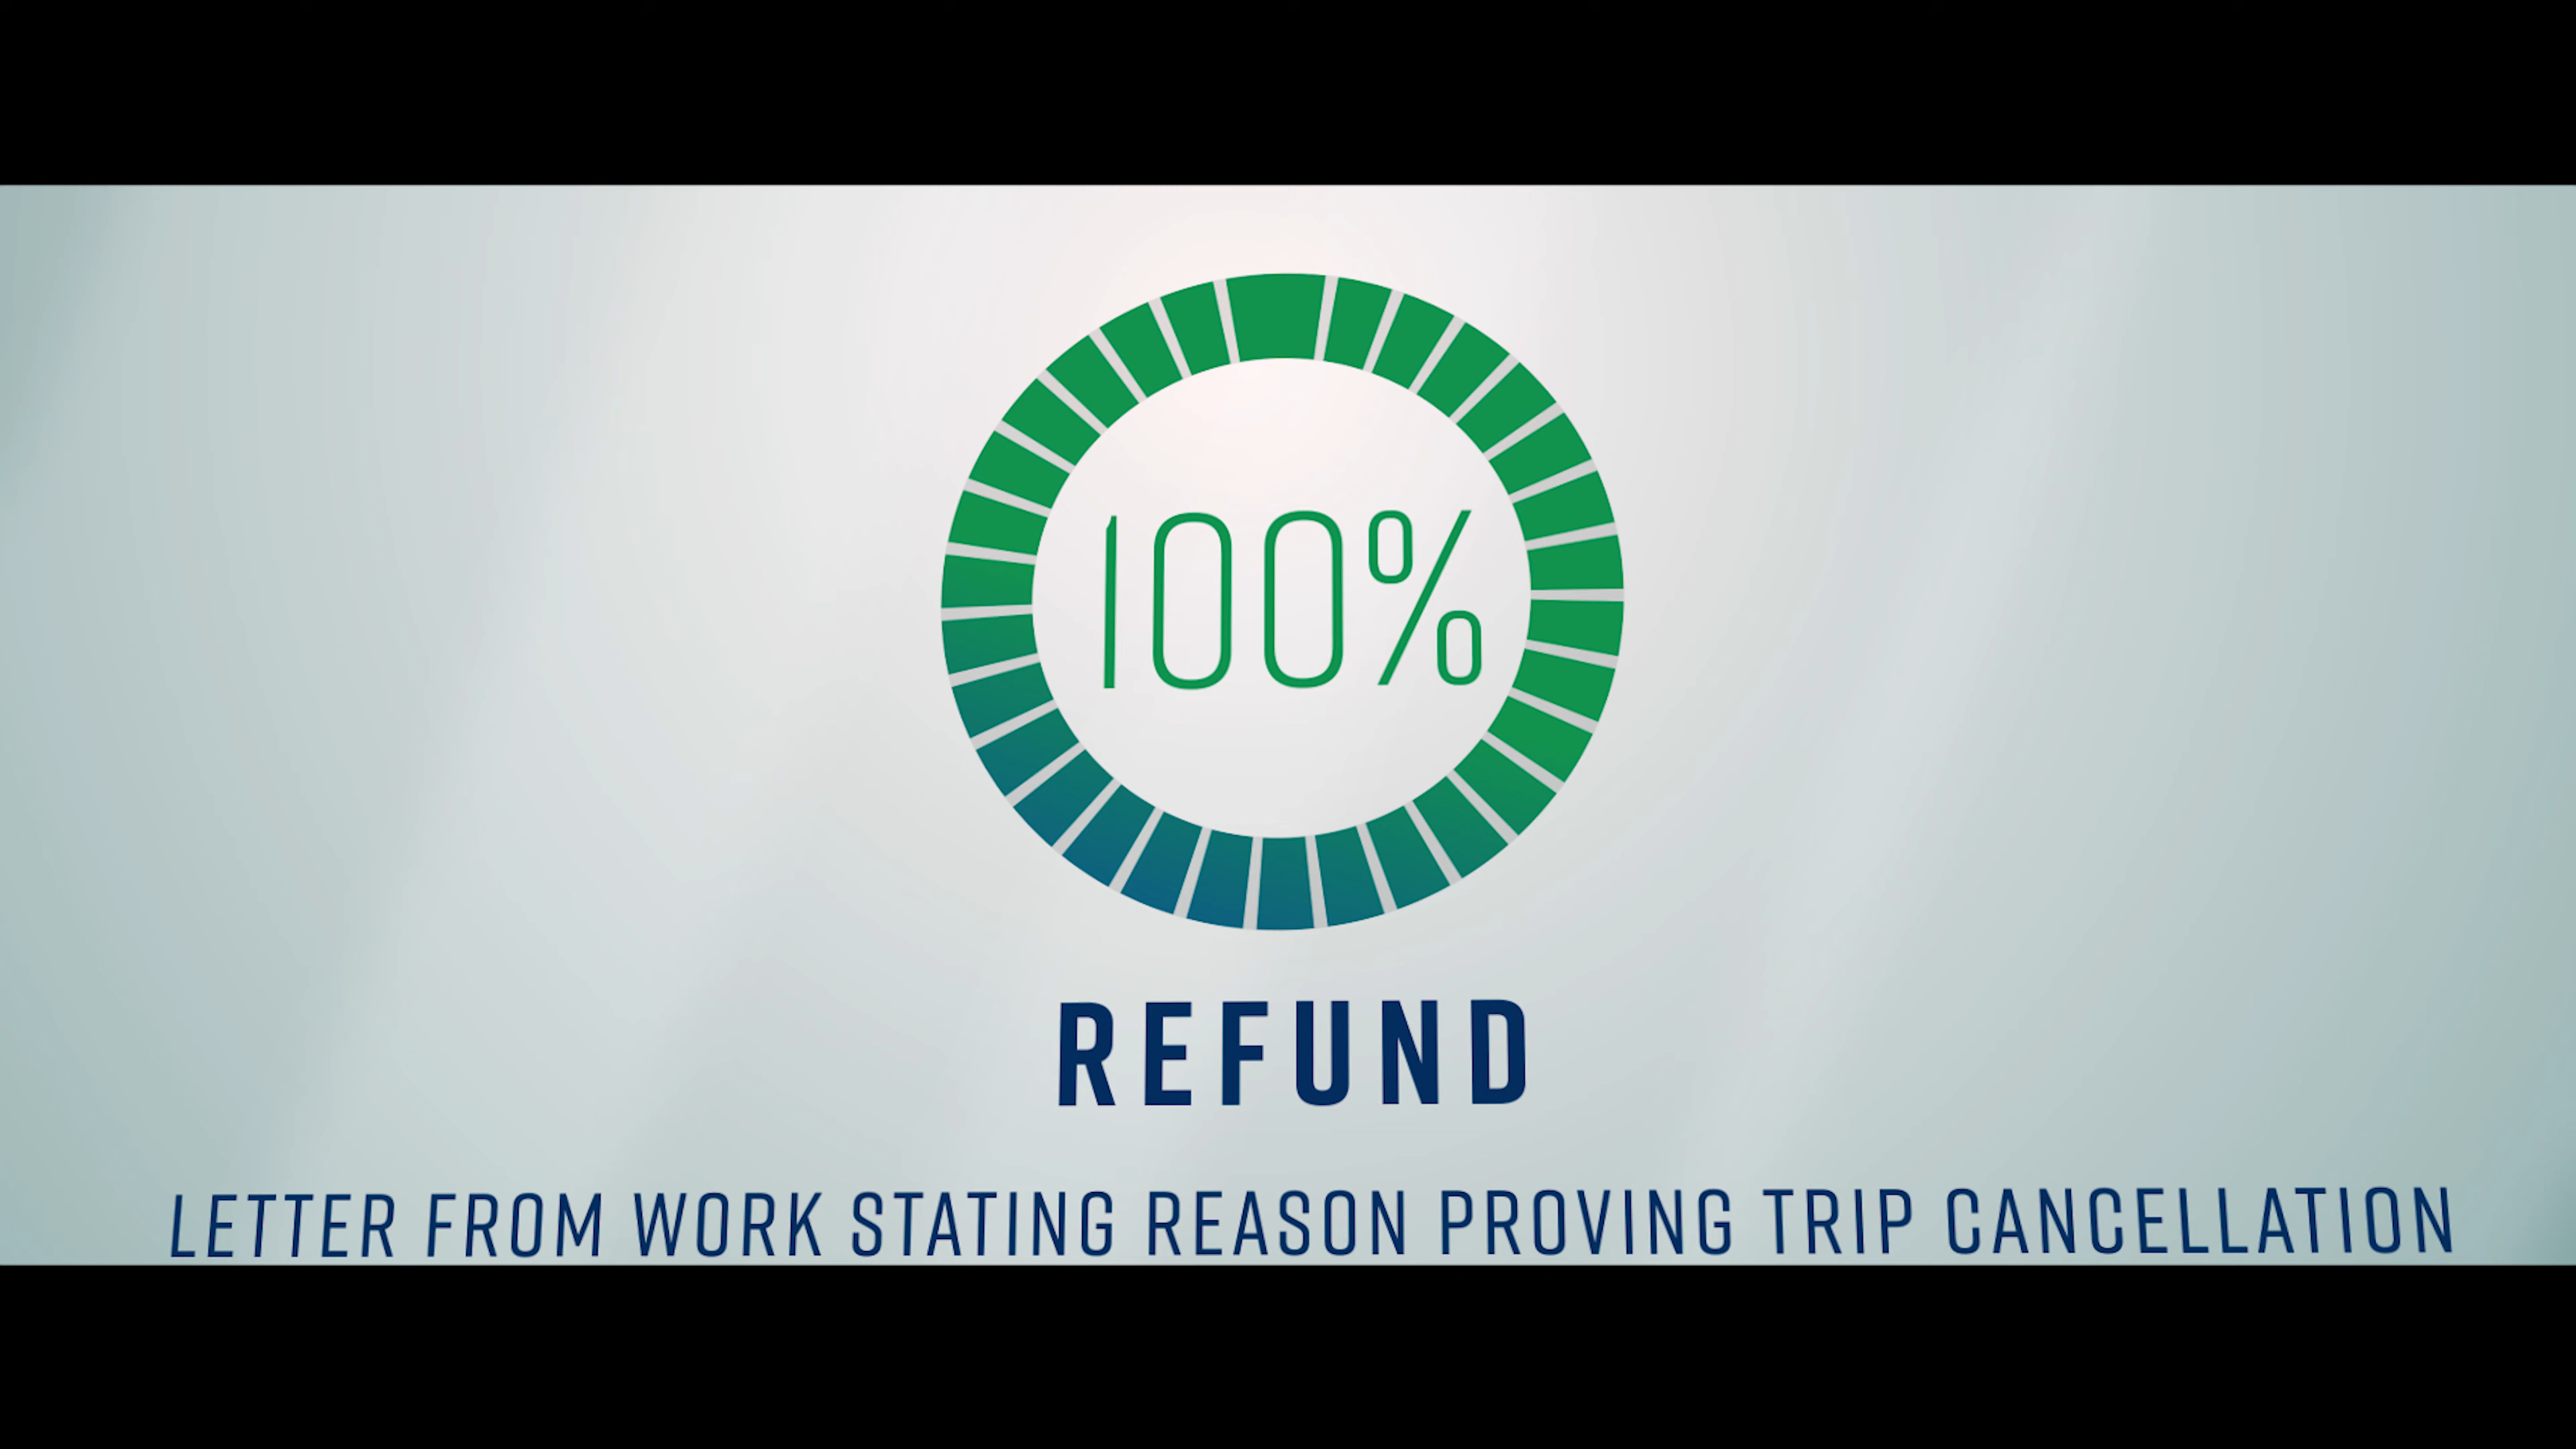 100%
REFUND
LETTER FROM WORK STATING REASON PROVING TRIP CANCELLATION